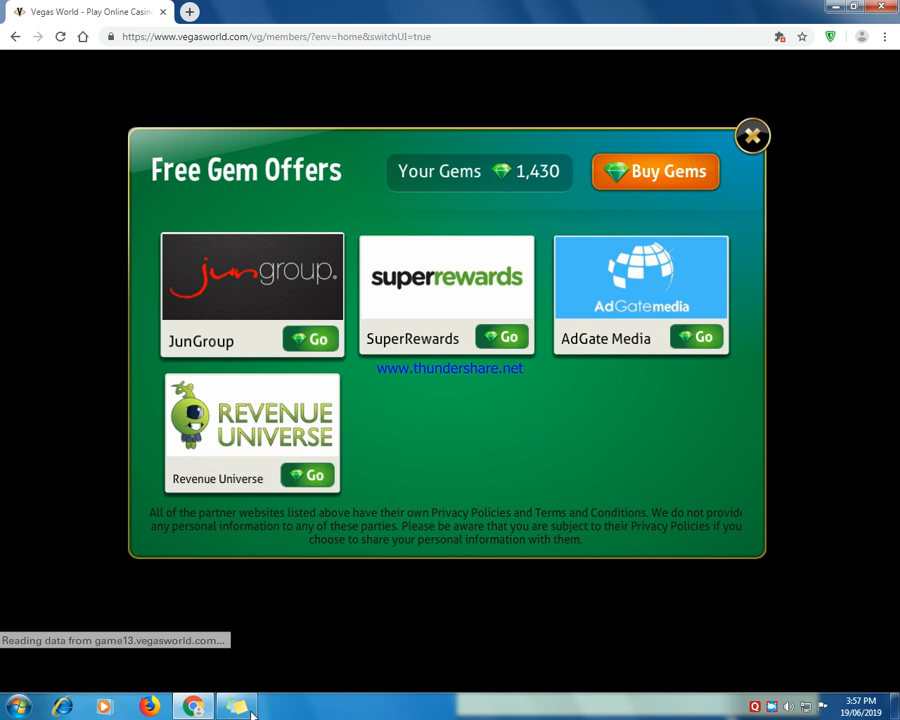 Vegas World - Play Online Casin
https://www.vegasworld.com/vg/members/?env=home&switchUI=true
Free Gem Offers
Your Gems 1,430
Buy Gems
jungroup.
superrewards
AdGatemedia
JunGroup Go
SuperRewards Go
AdGate Media Go
www.thundershare.net
REVENUE
UNIVERSE
Revenue Universe Go
All of the partner websites listed above have their own Privacy Policies and Terms and Conditions. We do not provide
any personal information to any of these parties. Please be aware that you are subject to their Privacy Policies if you
choose to share your personal information with them.
Reading data from game13.vegasworld.com...
3:57 PM
19/06/2019